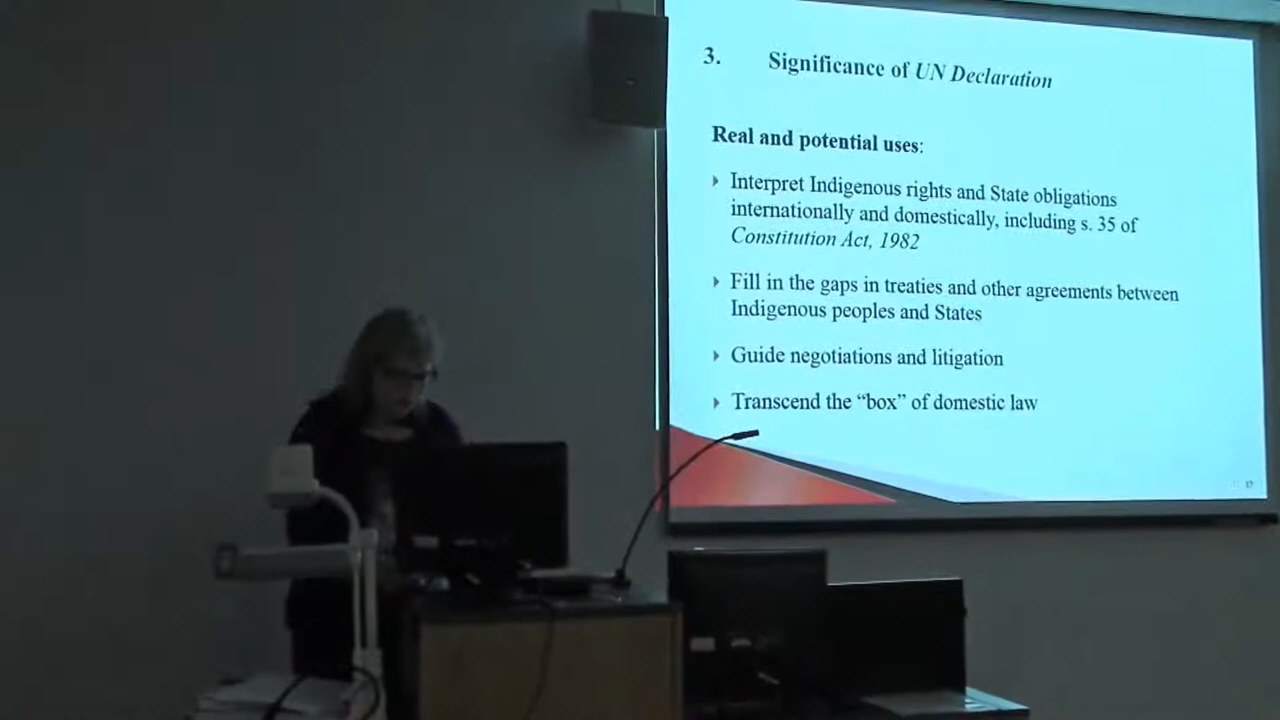 3. Significance of UN Declaration
Real and potential uses:
Interpret Indigenous rights and State obligations
internationally and domestically, including s. 35 of
Constitution Act, 1982
Fill in the gaps in treaties and other agreements between
Indigenous peoples and States
Guide negotiations and litigation
Transcend the “box” of domestic law